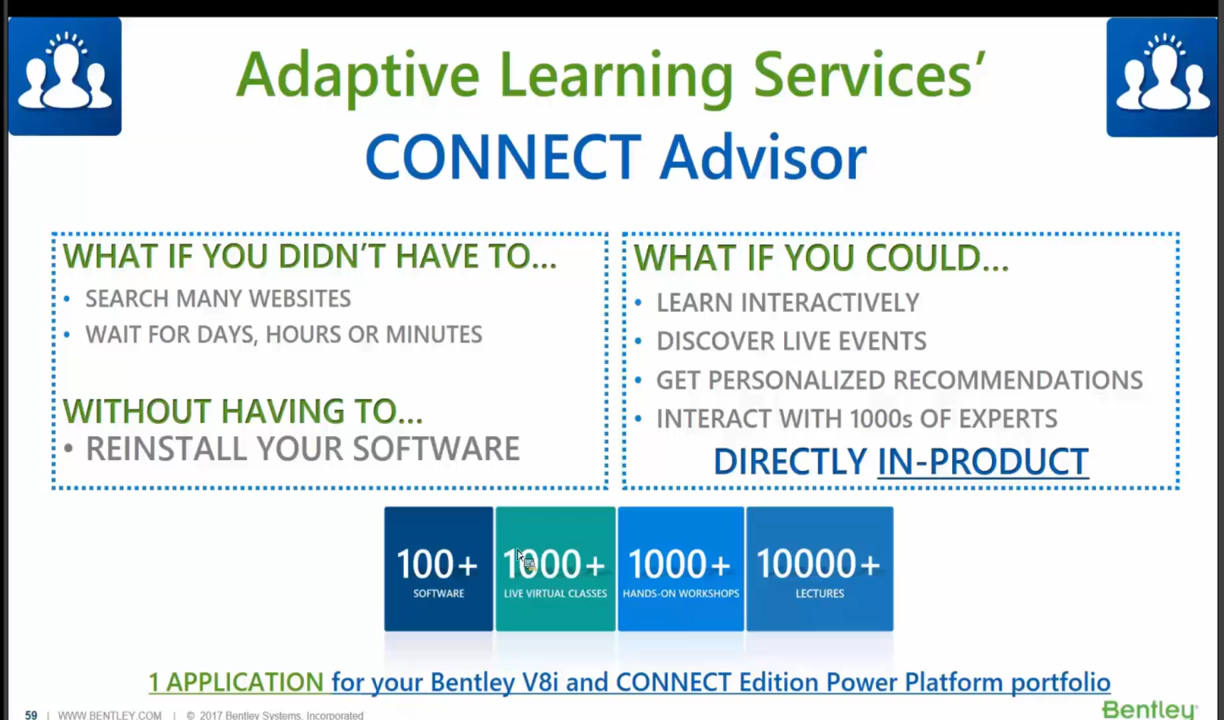 Adaptive Learning Services’
CONNECT Advisor
WHAT IF YOU DIDN’T HAVE TO...
• SEARCH MANY WEBSITES
• WAIT FOR DAYS, HOURS OR MINUTES
WITHOUT HAVING TO...
• REINSTALL YOUR SOFTWARE
WHAT IF YOU COULD...
• LEARN INTERACTIVELY
• DISCOVER LIVE EVENTS
• GET PERSONALIZED RECOMMENDATIONS
• INTERACT WITH 1000s OF EXPERTS
DIRECTLY IN-PRODUCT
100+
SOFTWARE
1000+
LIVE VIRTUAL CLASSES
1000+
HANDS-ON WORKSHOPS
10000+
LECTURES
1 APPLICATION for your Bentley V8i and CONNECT Edition Power Platform portfolio
59 | WWW.BENTLEY.COM | © 2017 Bentley Systems, Incorporated
Bentley